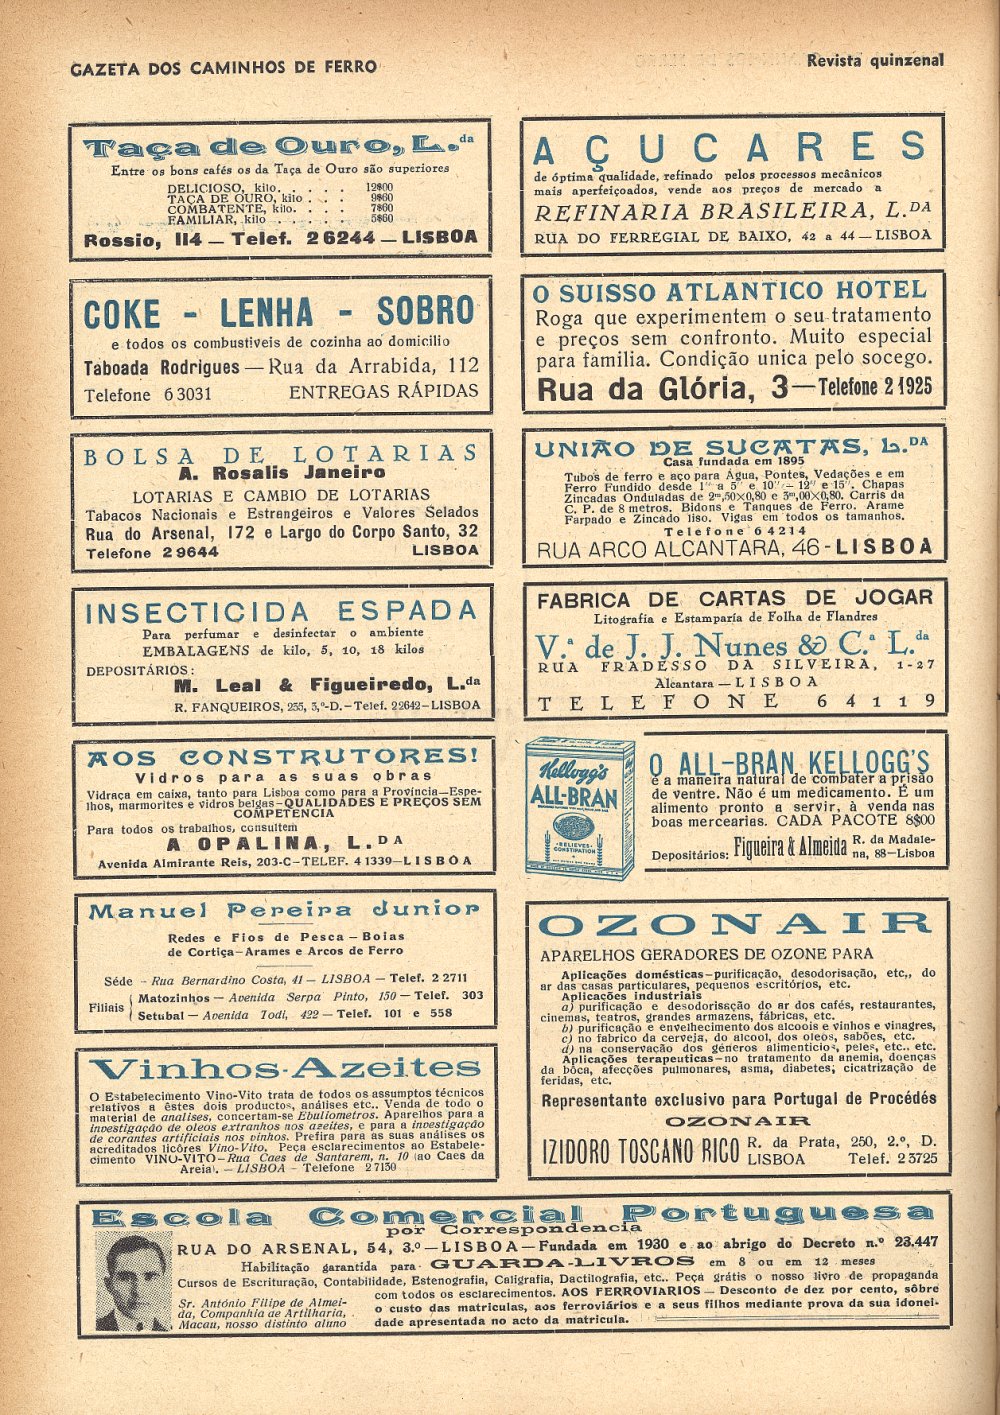 GAZETA DOS CAMINHOS DE FERRO
Revista quinzenal
Taça de Ouro, L.da
Entre os bons cafés os da Taça de Ouro são superiores
DELICIOSO, kilo. . . . . 12$00
TAÇA DE OURO, kilo . . . 9$60
COMBATENTE, kilo. . . . 7$60
FAMILIAR, kilo . . . . . 5$60
Rossio, 114 — Telef. 2 6244 — LISBOA
COKE - LENHA - SOBRO
e todos os combustiveis de cozinha ao domicilio
Taboada Rodrigues — Rua da Arrabida, 112
Telefone 6 3031 ENTREGAS RÁPIDAS
BOLSA DE LOTARIAS
A. Rosalis Janeiro
LOTARIAS E CAMBIO DE LOTARIAS
Tabacos Nacionais e Estrangeiros e Valores Selados
Rua do Arsenal, 172 e Largo do Corpo Santo, 32
Telefone 2 9644 LISBOA
INSECTICIDA ESPADA
Para perfumar e desinfectar o ambiente
EMBALAGENS de kilo, 5, 10, 18 kilos
DEPOSITÁRIOS:
M. Leal & Figueiredo, L.da
R. FANQUEIROS, 255, 3,º-D.–Telef. 22642–LISBOA
AOS CONSTRUTORES!
Vidros para as suas obras
Vidraça em caixa, tanto para Lisboa como para a Província—Espe-
lhos, marmorites e vidros belgas–QUALIDADES E PREÇOS SEM
COMPETENCIA
Para todos os trabalhos, consultem
A OPALINA, L.DA
Avenida Almirante Reis, 203-C–TELEF. 4 1339–LISBOA
Manuel Pereira Junior
Redes e Fios de Pesca – Boias
de Cortiça–Arames e Arcos de Ferro
Séde - Rua Bernardino Costa, 41 — LISBOA — Telef. 2 2711
Filiais
Matozinhos — Avenida Serpa Pinto, 150 — Telef. 303
Setubal — Avenida Todi, 422 — Telef. 101 e 558
Vinhos-Azeites
O Estabelecimento Vino-Vito trata de todos os assumptos técnicos
relativos a êstes dois productos, análises etc.. Venda de todo o
material de analises, concertam-se Ebuliometros. Aparelhos para a
investigação de oleos extranhos nos azeites, e para a investigação
de corantes artificiais nos vinhos. Prefira para as suas análises os
acreditados licôres Vino-Vito, Peça esclarecimentos ao Estabele-
cimento VINO-VITO–Rua Caes de Santarem, n. 10 (ao Caes da
Areia). — LISBOA - Telefone 2 7130
AÇUCARES
de óptima qualidade, refinado pelos processos mecânicos
mais aperfeiçoados, vende aos preços de mercado a
REFINARIA BRASILEIRA, L.DA
RUA DO FERREGIAL DE BAIXO, 42 a 44 — LISBOA
O SUISSO ATLANTICO HOTEL
Roga que experimentem o seu tratamento
e preços sem confronto. Muito especial
para familia. Condição unica pelo socego.
Rua da Glória, 3 — Telefone 2 1925
UNIÃO DE SUCATAS, L.DA
Casa fundada em 1895
Tubos de ferro e aço para Água, Pontes, Vedações e em
Ferro Fundido desde 1" a 5" e 10" – 12" e 15". Chapas
Zincadas Onduladas de 2m,50×0,80 e 3m,00×0,80. Carris da
C. P. de 8 metros. Bidons e Tanques de Ferro. Arame
Farpado e Zincado liso. Vigas em todos os tamanhos.
Telefone 6 4214
RUA ARCO ALCANTARA, 46 - LISBOA
FABRICA DE CARTAS DE JOGAR
Litografia e Estamparía de Folha de Flandres
V.ª de J. J. Nunes & C.ª L.da
RUA FRADESSO DA SILVEIRA, 1-27
Alcantara — LISBOA
TELEFONE 64119
Kellogg's
ALL-BRAN
RELIEVES
CONSTIPATION
O ALL-BRAN KELLOGG'S
é a maneira natural de combater a prisão
de ventre. Não é um medicamento. É um
alimento pronto a servir, à venda nas
boas mercearias. CADA PACOTE 8$00
Depositários: Figueira & Almeida R. da Madale-
na, 88–Lisboa
OZONAIR
APARELHOS GERADORES DE OZONE PARA
Aplicações domésticas–purificação, desodorisação, etc,, do
ar das casas particulares, pequenos escritórios, etc.
Aplicações industriais
a) purificação e desodorisação do ar dos cafés, restaurantes,
cinemas, teatros, grandes armazens, fábricas, etc.
b) purificação e envelhecimento dos alcoois e vinhos e vinagres,
c) no fabrico da cerveja, do alcool, dos oleos, sabões, etc.
d) na conservação dos géneros alimenticios, peles, etc.. etc.
Aplicações terapeuticas–no tratamento da anemia, doenças
da bôca, afecções pulmonares, asma, diabetes; cicatrização de
feridas, etc.
Representante exclusivo para Portugal de Procédés
OZONAIR
IZIDORO TOSCANO RICO R. da Prata, 250, 2.º, D.
LISBOA Telef. 2 3725
Escola Comercial Portuguesa
por Correspondencia
RUA DO ARSENAL, 54, 3.º — LISBOA — Fundada em 1930 e ao abrigo do Decreto n.º 23.447
Habilitação garantida para GUARDA-LIVROS em 8 ou em 12 meses
Cursos de Escrituração, Contabilidade, Estenografia, Caligrafia, Dactilografia, etc.. Peça grátis o nosso livro de propaganda
com todos os esclarecimentos. AOS FERROVIARIOS — Desconto de dez por cento, sôbre
o custo das matriculas, aos ferroviários e a seus filhos mediante prova da sua idonei-
dade apresentada no acto da matricula.
Sr. António Filipe de Almei-
da, Companhia de Artilharia,
Macau, nosso distinto aluno